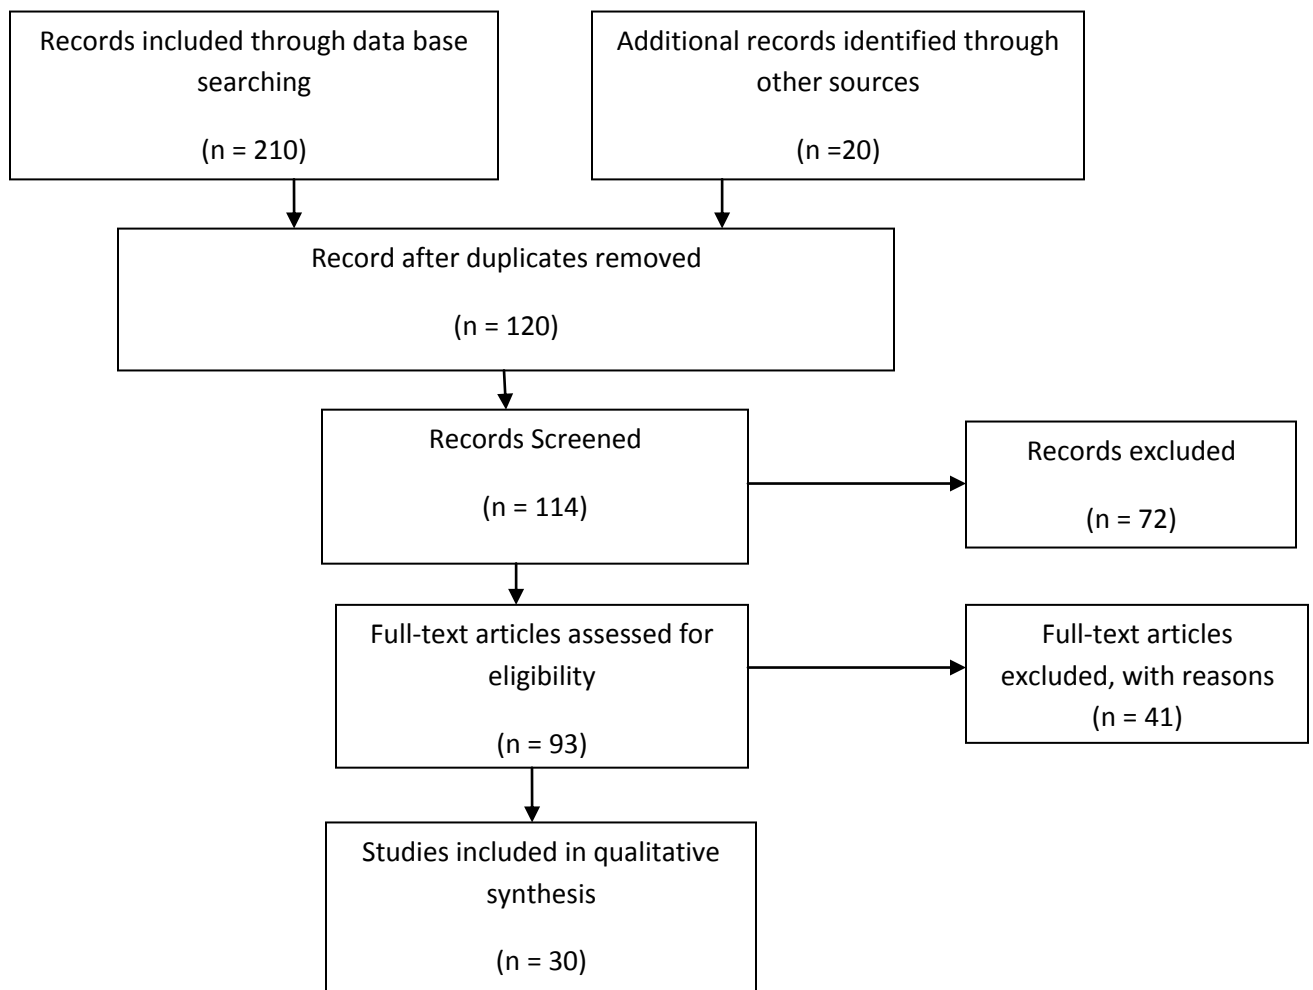 Records included through data base
searching
(n = 210)
Additional records identified through
other sources
(n =20)
Record after duplicates removed
(n = 120)
Records Screened
(n = 114)
Records excluded
(n = 72)
Full-text articles assessed for
eligibility
(n = 93)
Full-text articles
excluded, with reasons
(n = 41)
Studies included in qualitative
synthesis
(n = 30)